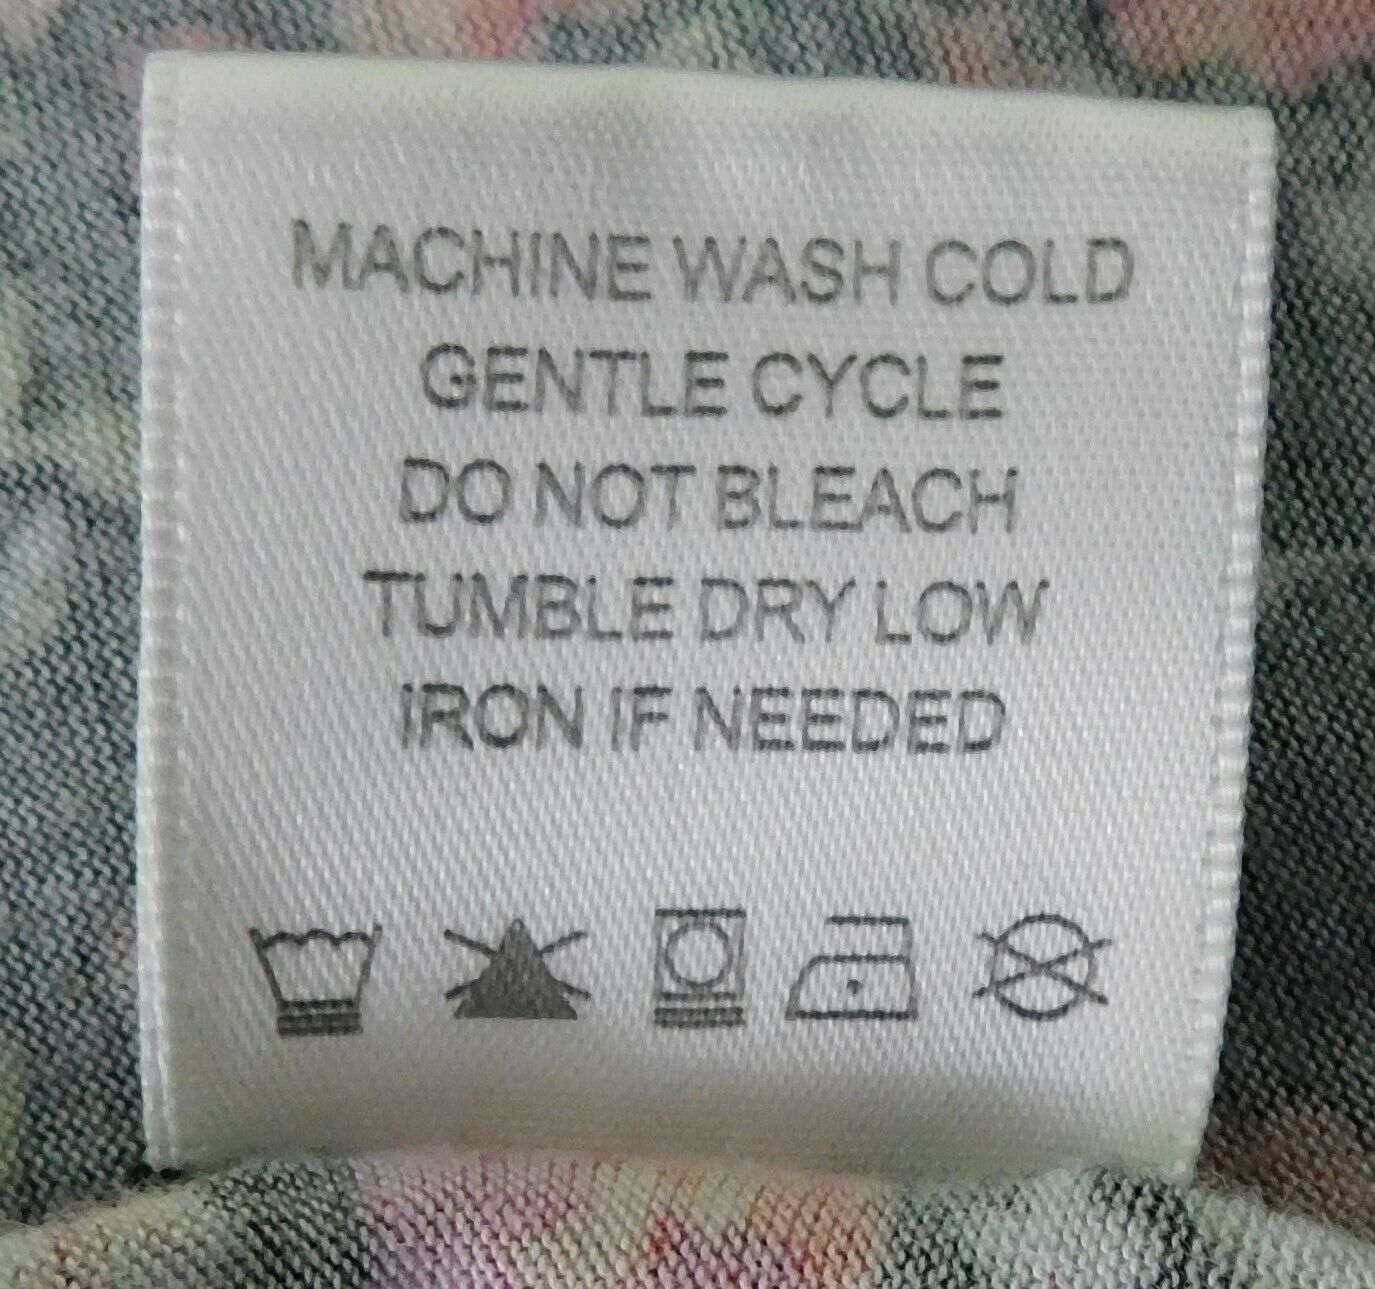 MACHINE WASH COLD
GENTLE CYCLE
DO NOT BLEACH
TUMBLE DRY LOW
IRON IF NEEDED